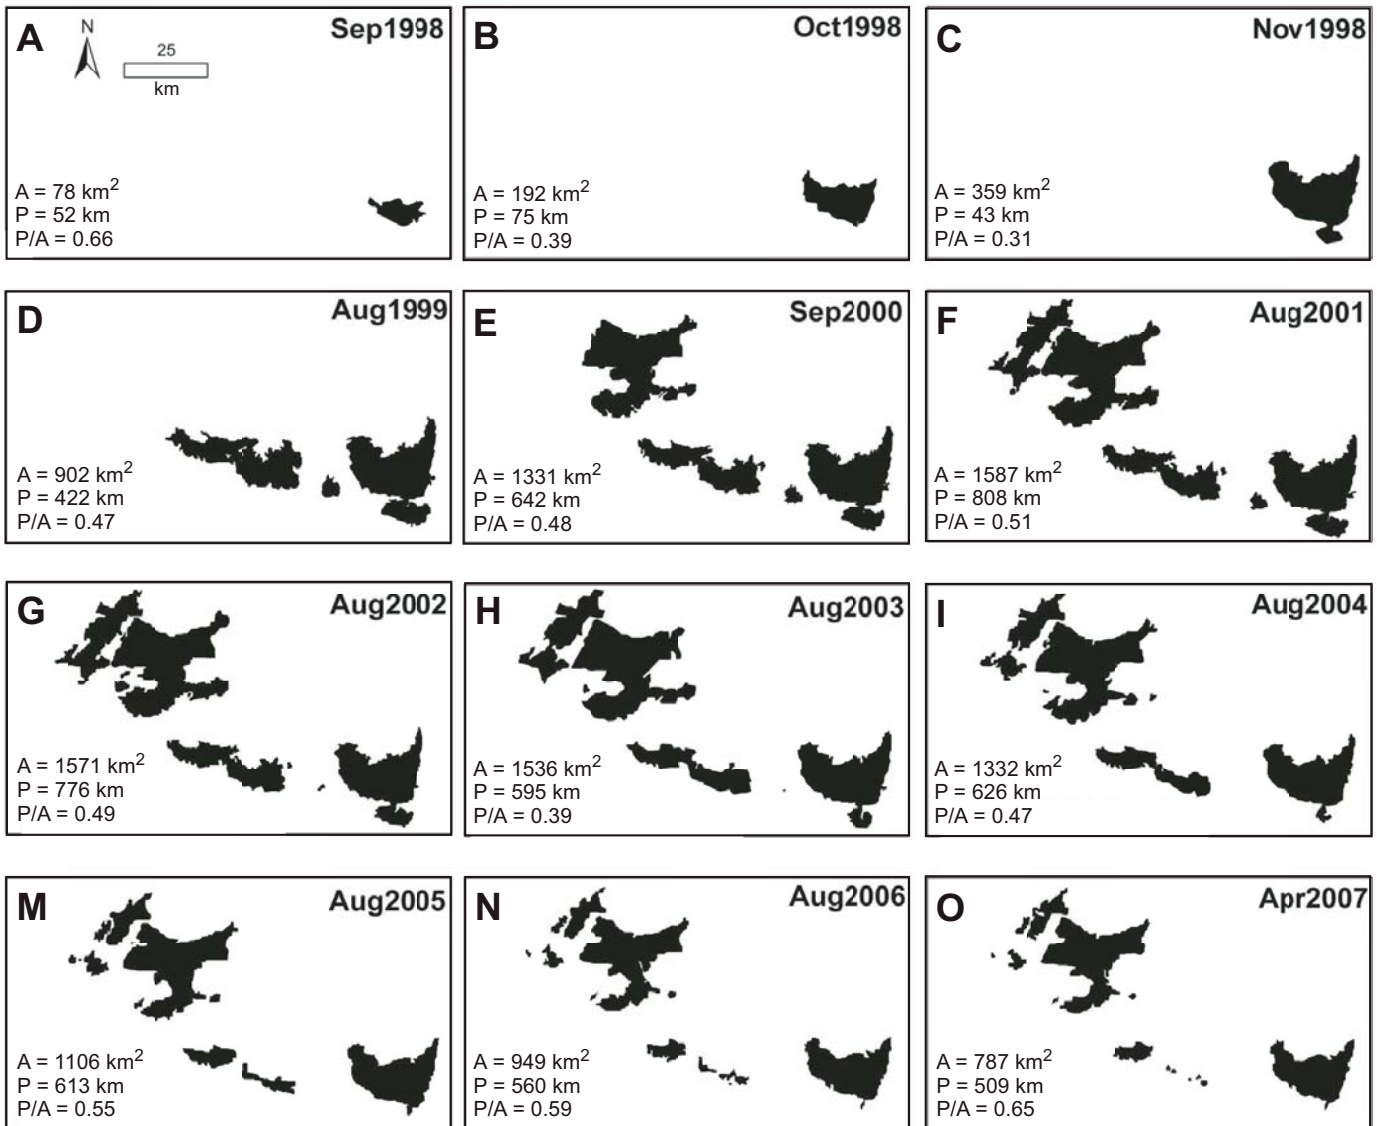 A
N
Sep1998
25
km
A = 78 km²
P = 52 km
P/A = 0.66
B
Oct1998
A = 192 km²
P = 75 km
P/A = 0.39
C
Nov1998
A = 359 km²
P = 43 km
P/A = 0.31
D
Aug1999
A = 902 km²
P = 422 km
P/A = 0.47
E
Sep2000
A = 1331 km²
P = 642 km
P/A = 0.48
F
Aug2001
A = 1587 km²
P = 808 km
P/A = 0.51
G
Aug2002
A = 1571 km²
P = 776 km
P/A = 0.49
H
Aug2003
A = 1536 km²
P = 595 km
P/A = 0.39
I
Aug2004
A = 1332 km²
P = 626 km
P/A = 0.47
M
Aug2005
A = 1106 km²
P = 613 km
P/A = 0.55
N
Aug2006
A = 949 km²
P = 560 km
P/A = 0.59
O
Apr2007
A = 787 km²
P = 509 km
P/A = 0.65